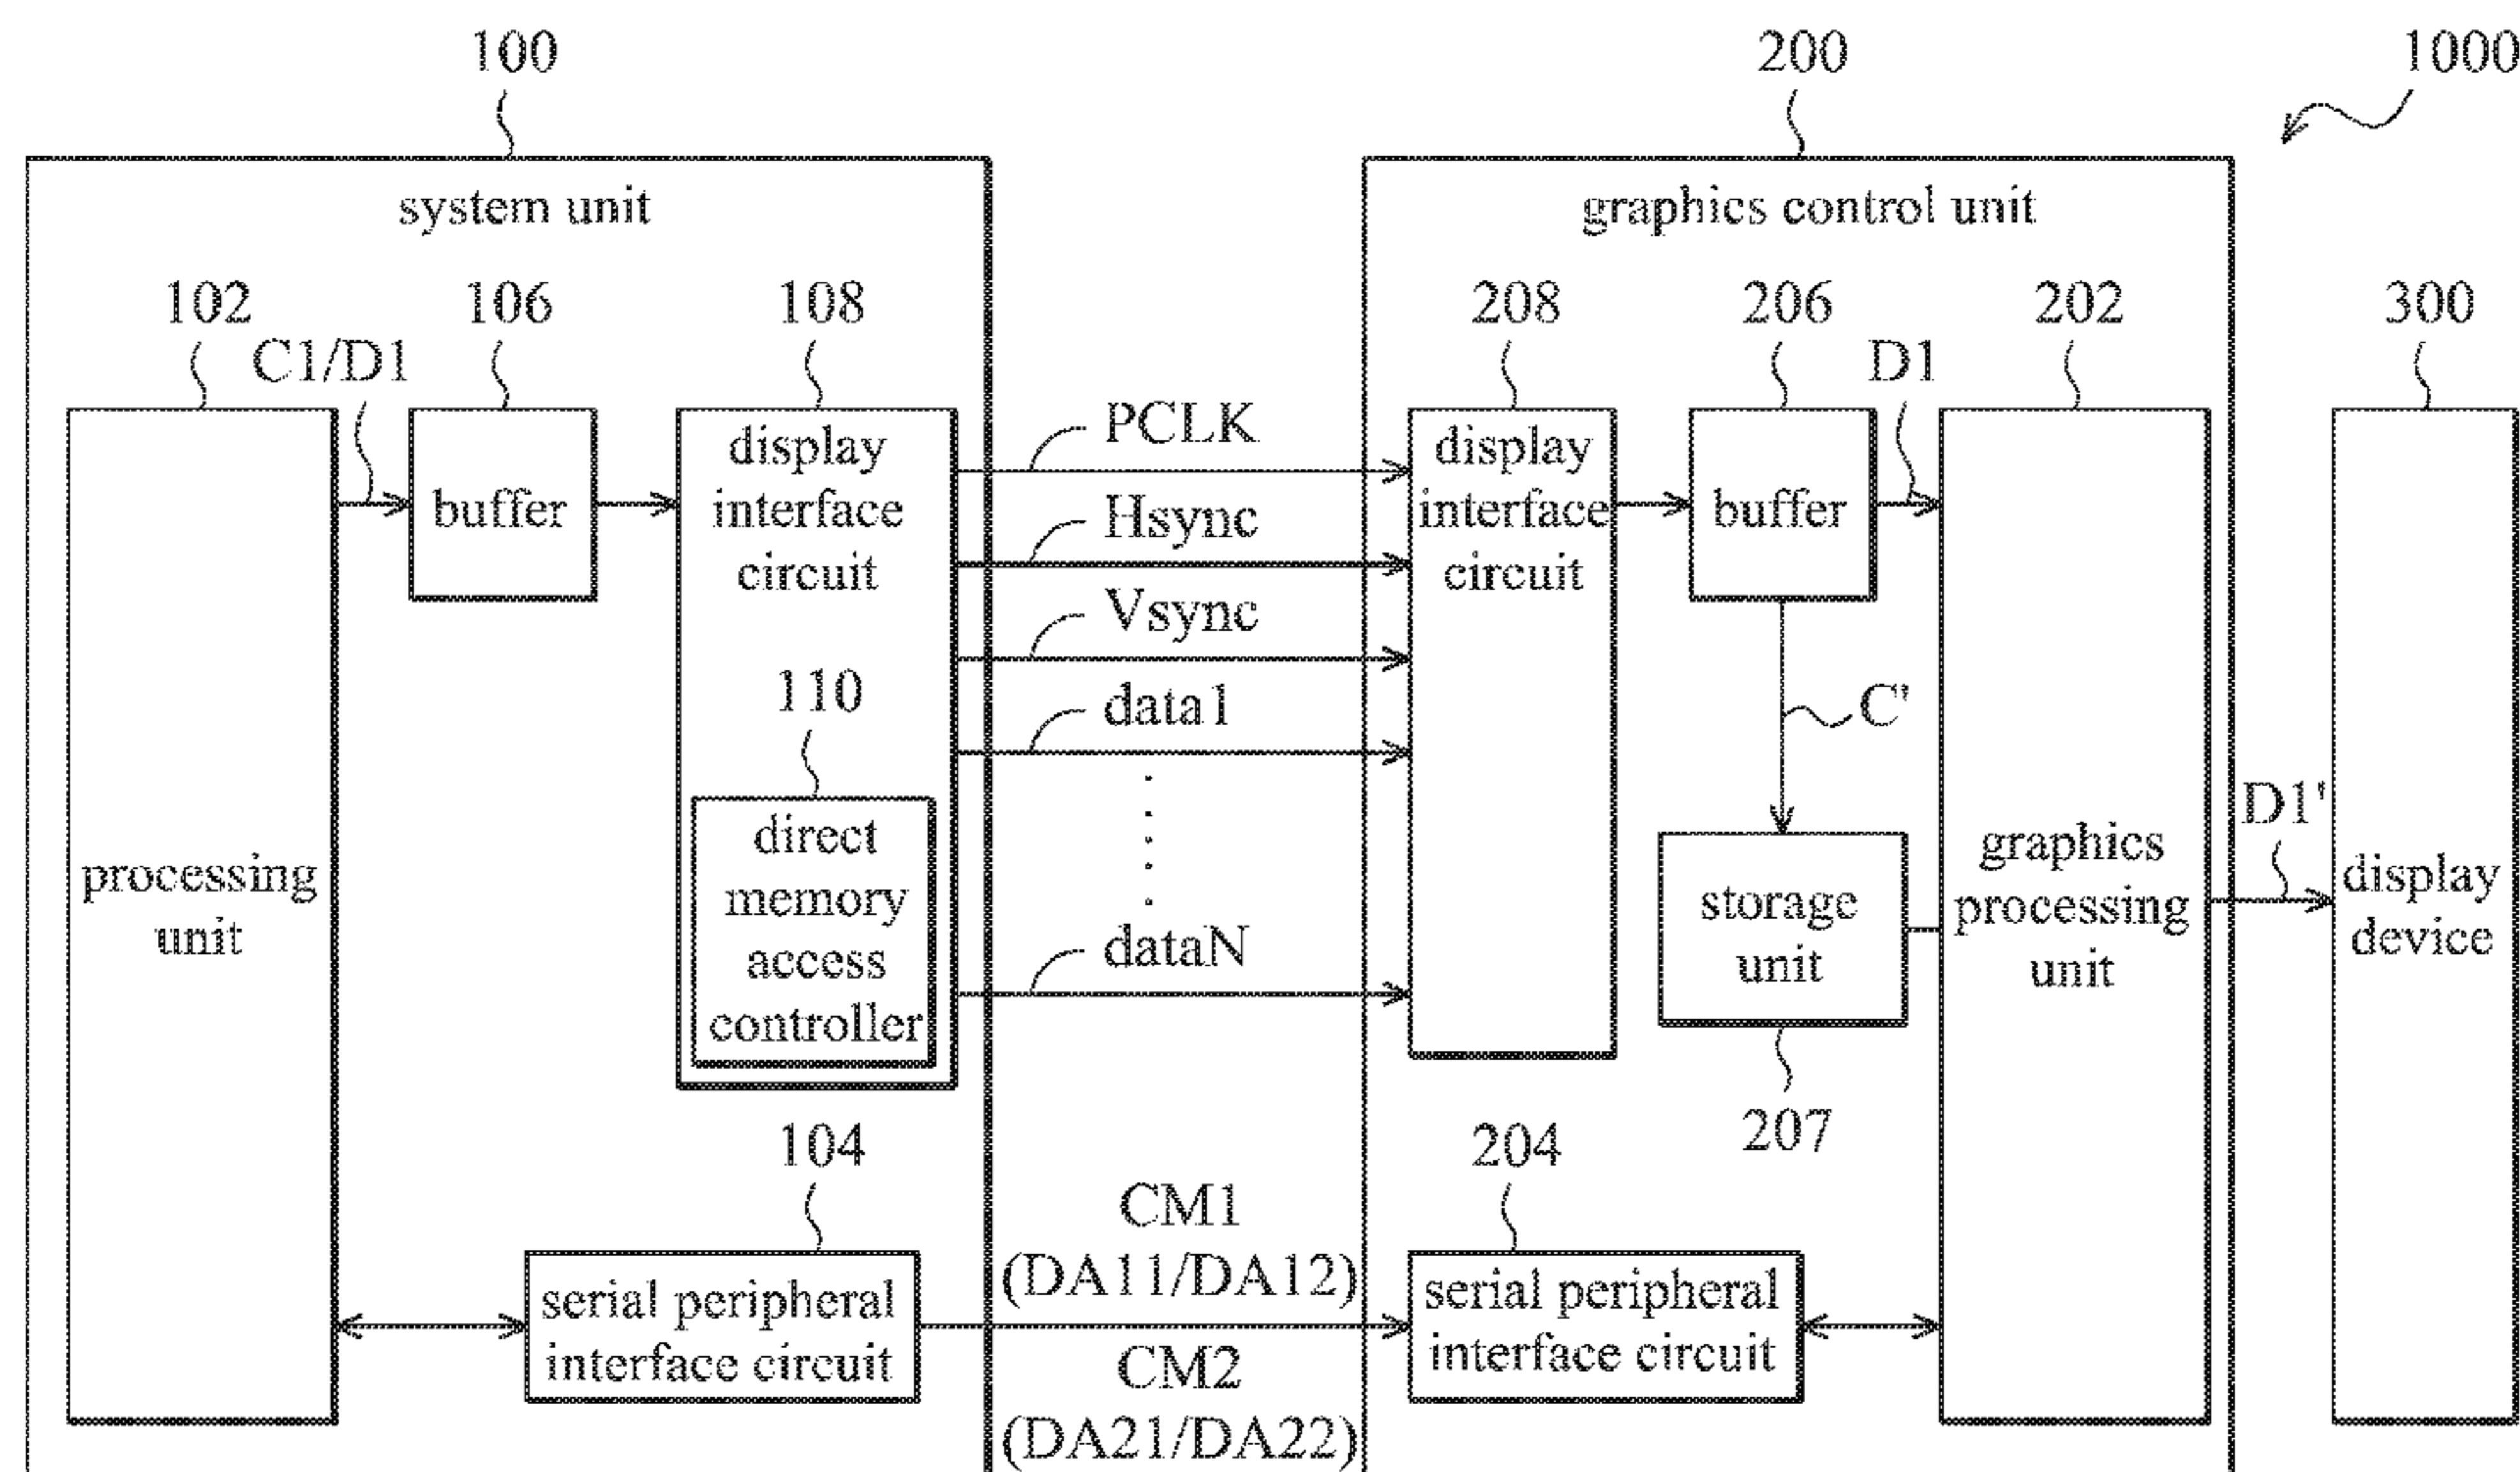 100
200
1000
system unit
graphics control unit
102
106
108
208
206
202
300
C1/D1
D1
PCLK
Hsync
Vsync
data1
dataN
buffer
display
interface
circuit
110
direct
memory
access
controller
processing
unit
display
interface
circuit
buffer
C'
storage
unit
207
graphics
processing
unit
D1'
display
device
104
serial peripheral
interface circuit
CM1
(DA11/DA12)
CM2
(DA21/DA22)
204
serial peripheral
interface circuit